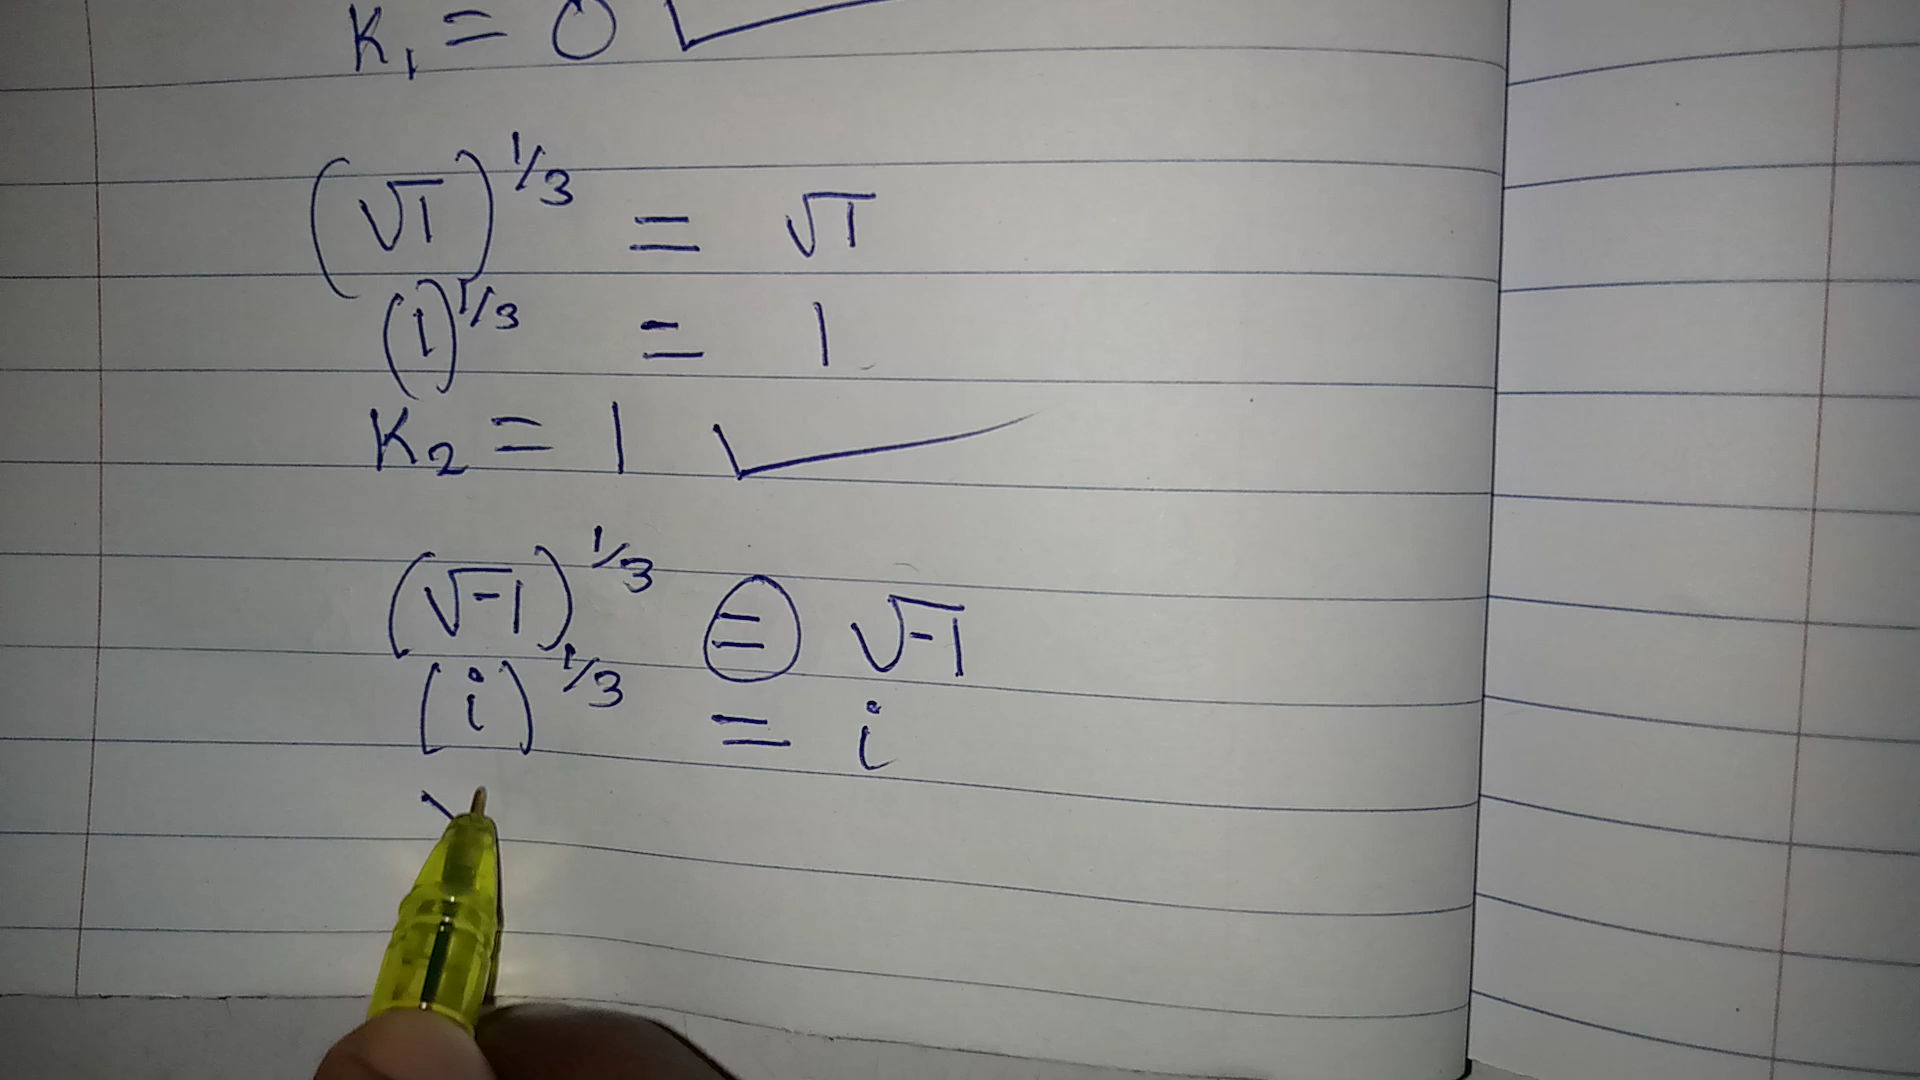 K₁ = 0 ✓
(√1)^1/3 = √1
(1)^1/3 = 1
K₂ = 1 ✓
(√-1)^1/3 = √-1
(i)^1/3 = i